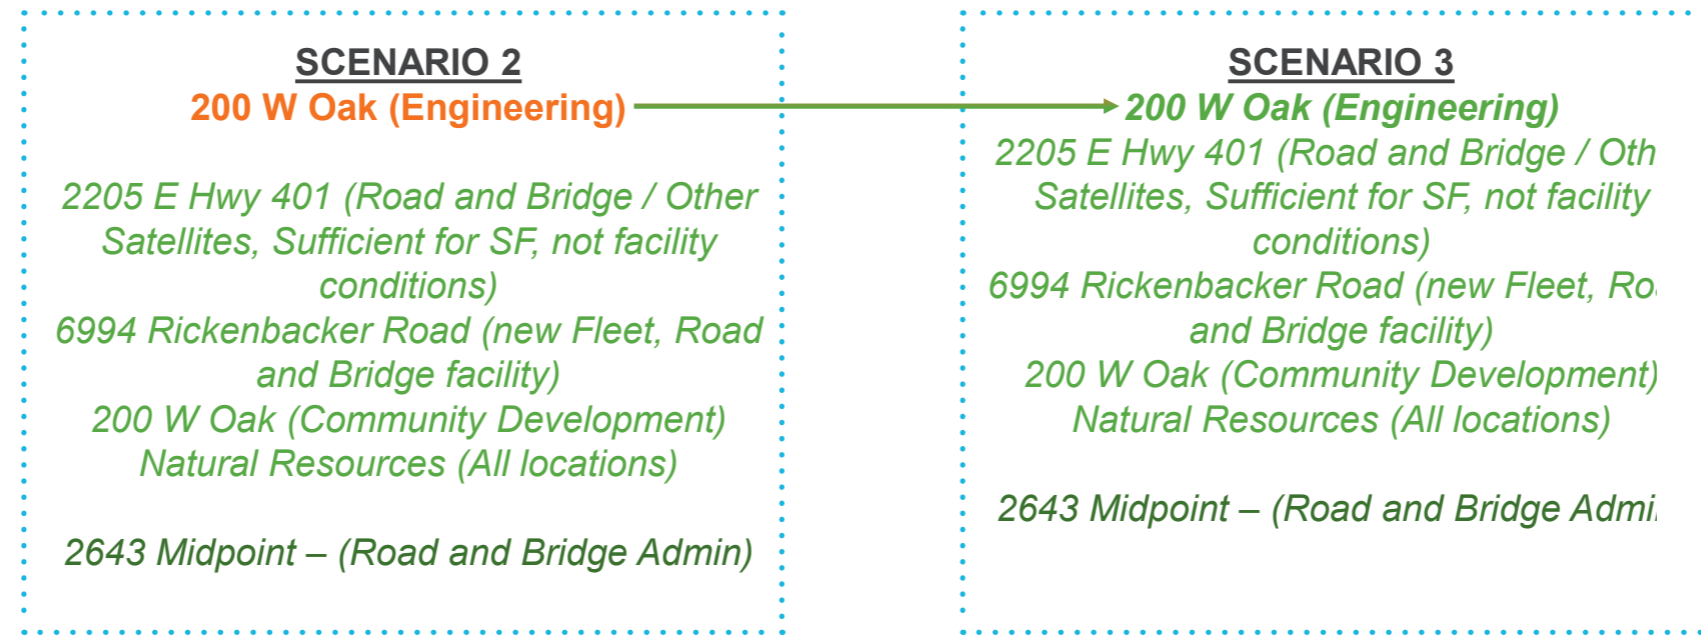 SCENARIO 2
200 W Oak (Engineering)
2205 E Hwy 401 (Road and Bridge / Other
Satellites, Sufficient for SF, not facility
conditions)
6994 Rickenbacker Road (new Fleet, Road
and Bridge facility)
200 W Oak (Community Development)
Natural Resources (All locations)
2643 Midpoint – (Road and Bridge Admin)
SCENARIO 3
200 W Oak (Engineering)
2205 E Hwy 401 (Road and Bridge / Oth
Satellites, Sufficient for SF, not facility
conditions)
6994 Rickenbacker Road (new Fleet,
and Bridge facility)
200 W Oak (Community Development)
Natural Resources (All locations)
2643 Midpoint – (Road and Bridge